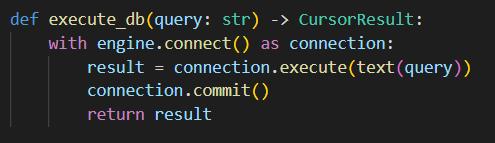 def execute_db(query: str) -> CursorResult:
    with engine.connect() as connection:
        result = connection.execute(text(query))
        connection.commit()
        return result